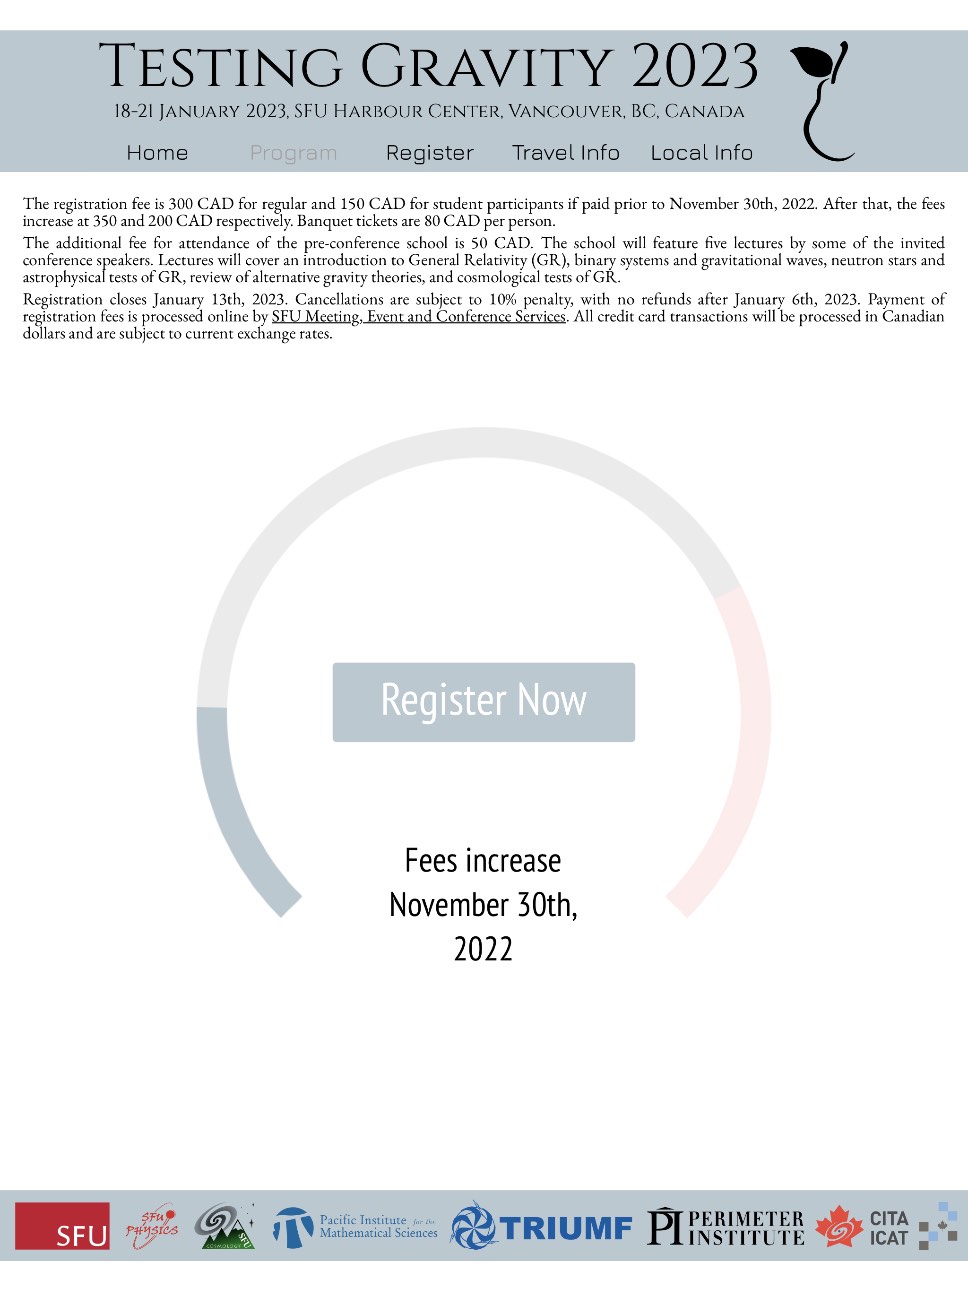 TESTING GRAVITY 2023
18-21 JANUARY 2023, SFU HARBOUR CENTER, VANCOUVER, BC, CANADA
Home Program Register Travel Info Local Info
The registration fee is 300 CAD for regular and 150 CAD for student participants if paid prior to November 30th, 2022. After that, the fees
increase at 350 and 200 CAD respectively. Banquet tickets are 80 CAD per person.
The additional fee for attendance of the pre-conference school is 50 CAD. The school will feature five lectures by some of the invited
conference speakers. Lectures will cover an introduction to General Relativity (GR), binary systems and gravitational waves, neutron stars and
astrophysical tests of GR, review of alternative gravity theories, and cosmological tests of GR.
Registration closes January 13th, 2023. Cancellations are subject to 10% penalty, with no refunds after January 6th, 2023. Payment of
registration fees is processed online by SFU Meeting, Event and Conference Services. All credit card transactions will be processed in Canadian
dollars and are subject to current exchange rates.
Register Now
Fees increase
November 30th,
2022
SFU
SFU
PHYSICS
COSMOLOGY SFU
Pacific Institute for the
Mathematical Sciences
TRIUMF
PI PERIMETER
INSTITUTE
CITA
ICAT